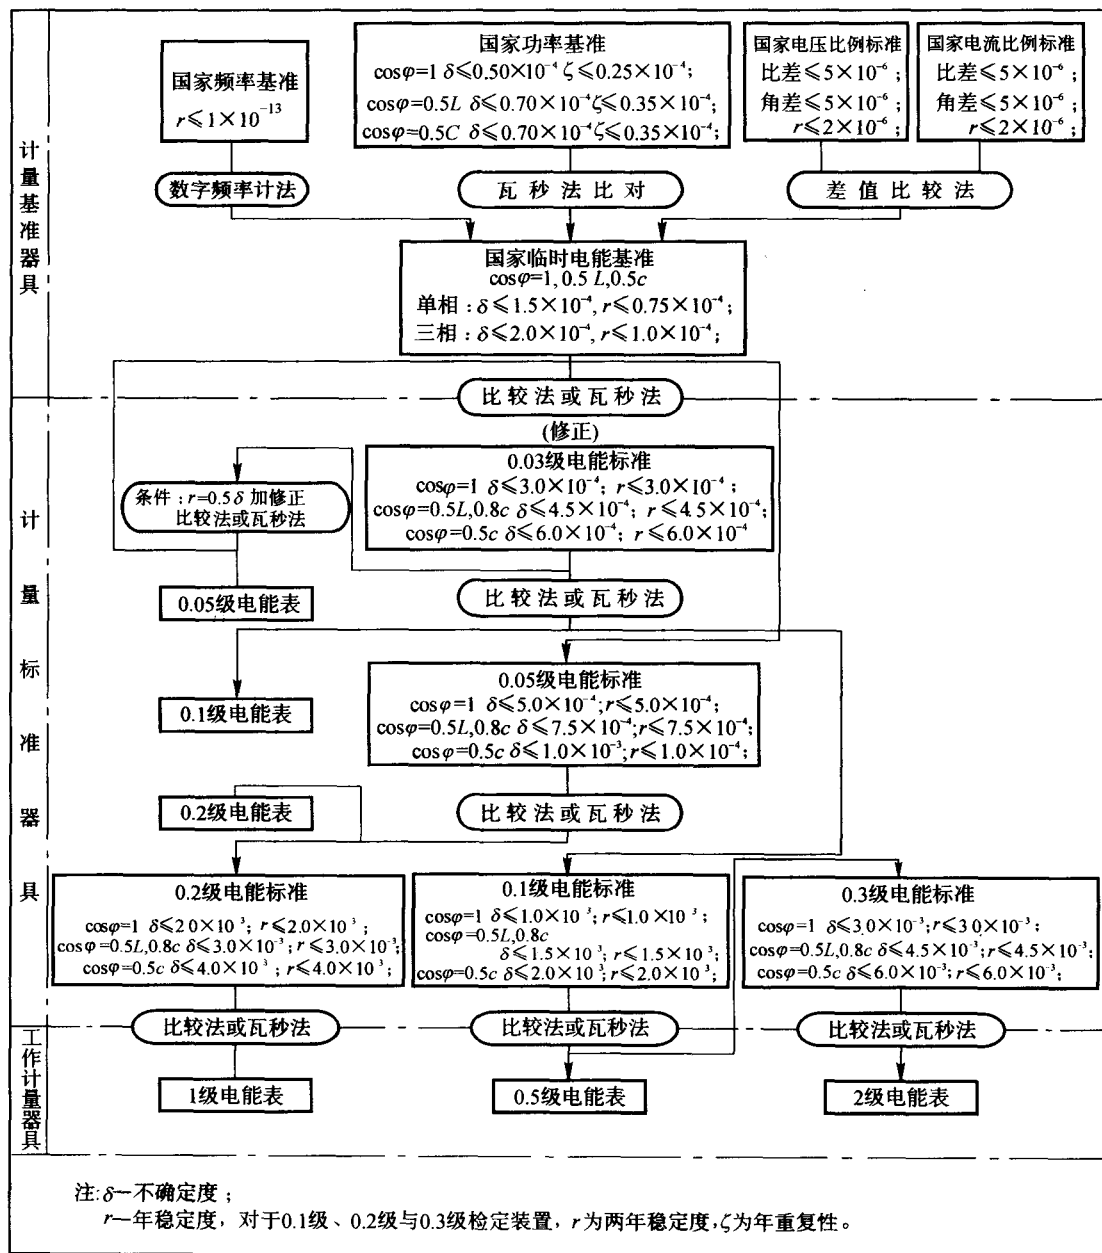 国家频率基准
r≤1×10⁻¹³
国家功率基准
cosφ=1 δ≤0.50×10⁻⁴ ζ≤0.25×10⁻⁴;
cosφ=0.5L δ≤0.70×10⁻⁴ζ≤0.35×10⁻⁴;
cosφ=0.5C δ≤0.70×10⁻⁴ζ≤0.35×10⁻⁴;
国家电压比例标准
比差≤5×10⁻⁶;
角差≤5×10⁻⁶;
r≤2×10⁻⁶;
国家电流比例标准
比差≤5×10⁻⁶;
角差≤5×10⁻⁶;
r≤2×10⁻⁶;
计量基准器具
数字频率计法
瓦秒法比对
差值比较法
国家临时电能基准
cosφ=1,0.5 L,0.5c
单相:δ≤1.5×10⁻⁴,r≤0.75×10⁻⁴;
三相:δ≤2.0×10⁻⁴,r≤1.0×10⁻⁴;
比较法或瓦秒法
(修正)
计量标准器具
0.03级电能标准
cosφ=1 δ≤3.0×10⁻⁴; r≤3.0×10⁻⁴;
cosφ=0.5L,0.8c δ≤4.5×10⁻⁴; r≤4.5×10⁻⁴;
cosφ=0.5c δ≤6.0×10⁻⁴; r≤6.0×10⁻⁴
条件:r=0.5δ 加修正
比较法或瓦秒法
0.05级电能表
比较法或瓦秒法
0.1级电能表
0.05级电能标准
cosφ=1 δ≤5.0×10⁻⁴;r≤5.0×10⁻⁴;
cosφ=0.5L,0.8c δ≤7.5×10⁻⁴;r≤7.5×10⁻⁴;
cosφ=0.5c δ≤1.0×10⁻³;r≤1.0×10⁻⁴;
0.2级电能表
比较法或瓦秒法
0.2级电能标准
cosφ=1 δ≤2.0×10³; r≤2.0×10³;
cosφ=0.5L,0.8c δ≤3.0×10⁻³; r≤3.0×10⁻³;
cosφ=0.5c δ≤4.0×10³; r≤4.0×10³;
0.1级电能标准
cosφ=1 δ≤1.0×10³; r≤1.0×10³;
cosφ=0.5L,0.8c
δ≤1.5×10³; r≤1.5×10³;
cosφ=0.5c δ≤2.0×10³; r≤2.0×10³;
0.3级电能标准
cosφ=1 δ≤3.0×10⁻³;r≤3.0×10⁻³;
cosφ=0.5L,0.8c δ≤4.5×10⁻³;r≤4.5×10⁻³;
cosφ=0.5c δ≤6.0×10⁻³;r≤6.0×10⁻³;
工作计量器具
比较法或瓦秒法
比较法或瓦秒法
比较法或瓦秒法
1级电能表
0.5级电能表
2级电能表
注:δ—不确定度;
r—年稳定度, 对于0.1级、0.2级与0.3级检定装置, r为两年稳定度,ζ为年重复性。